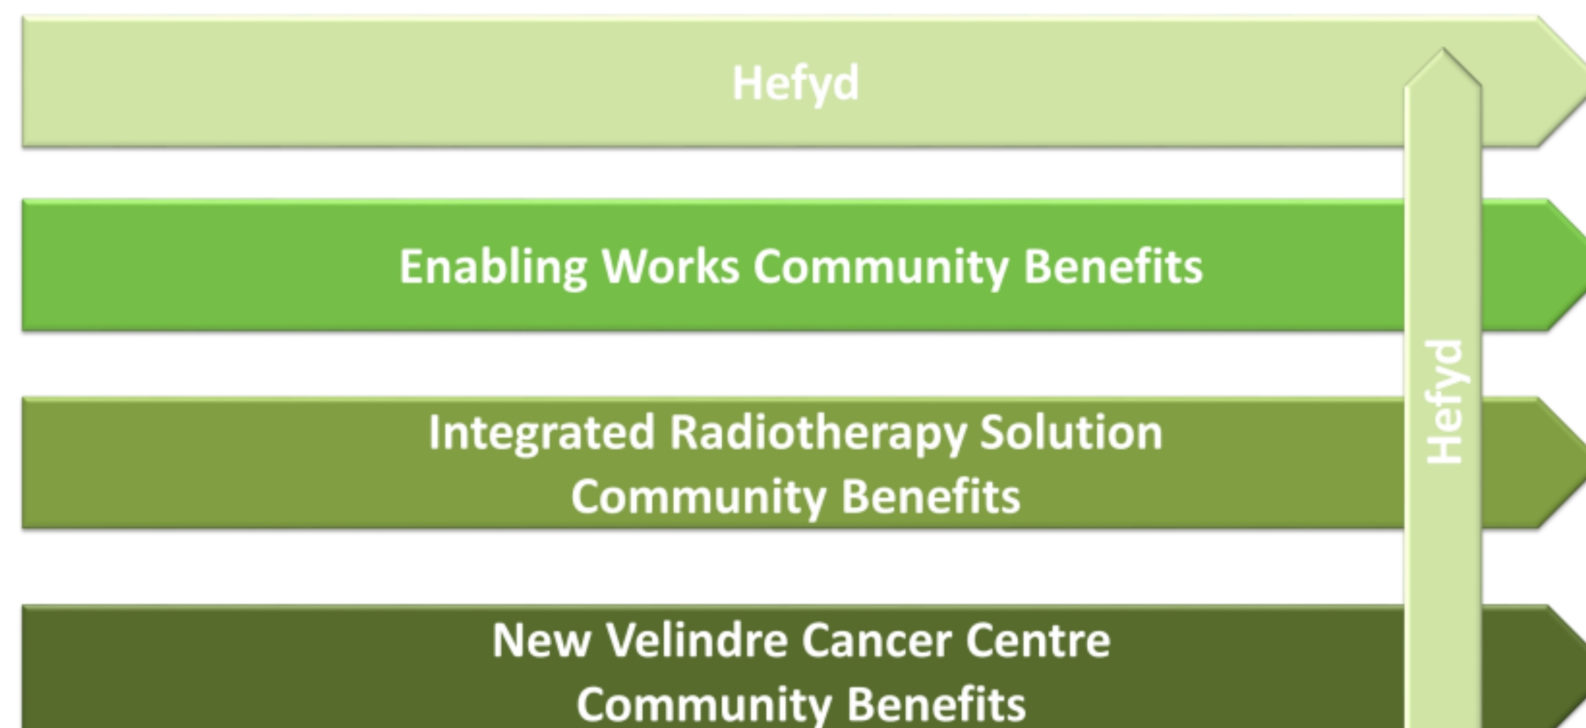 Hefyd
Enabling Works Community Benefits
Hefyd
Integrated Radiotherapy Solution
Community Benefits
New Velindre Cancer Centre
Community Benefits